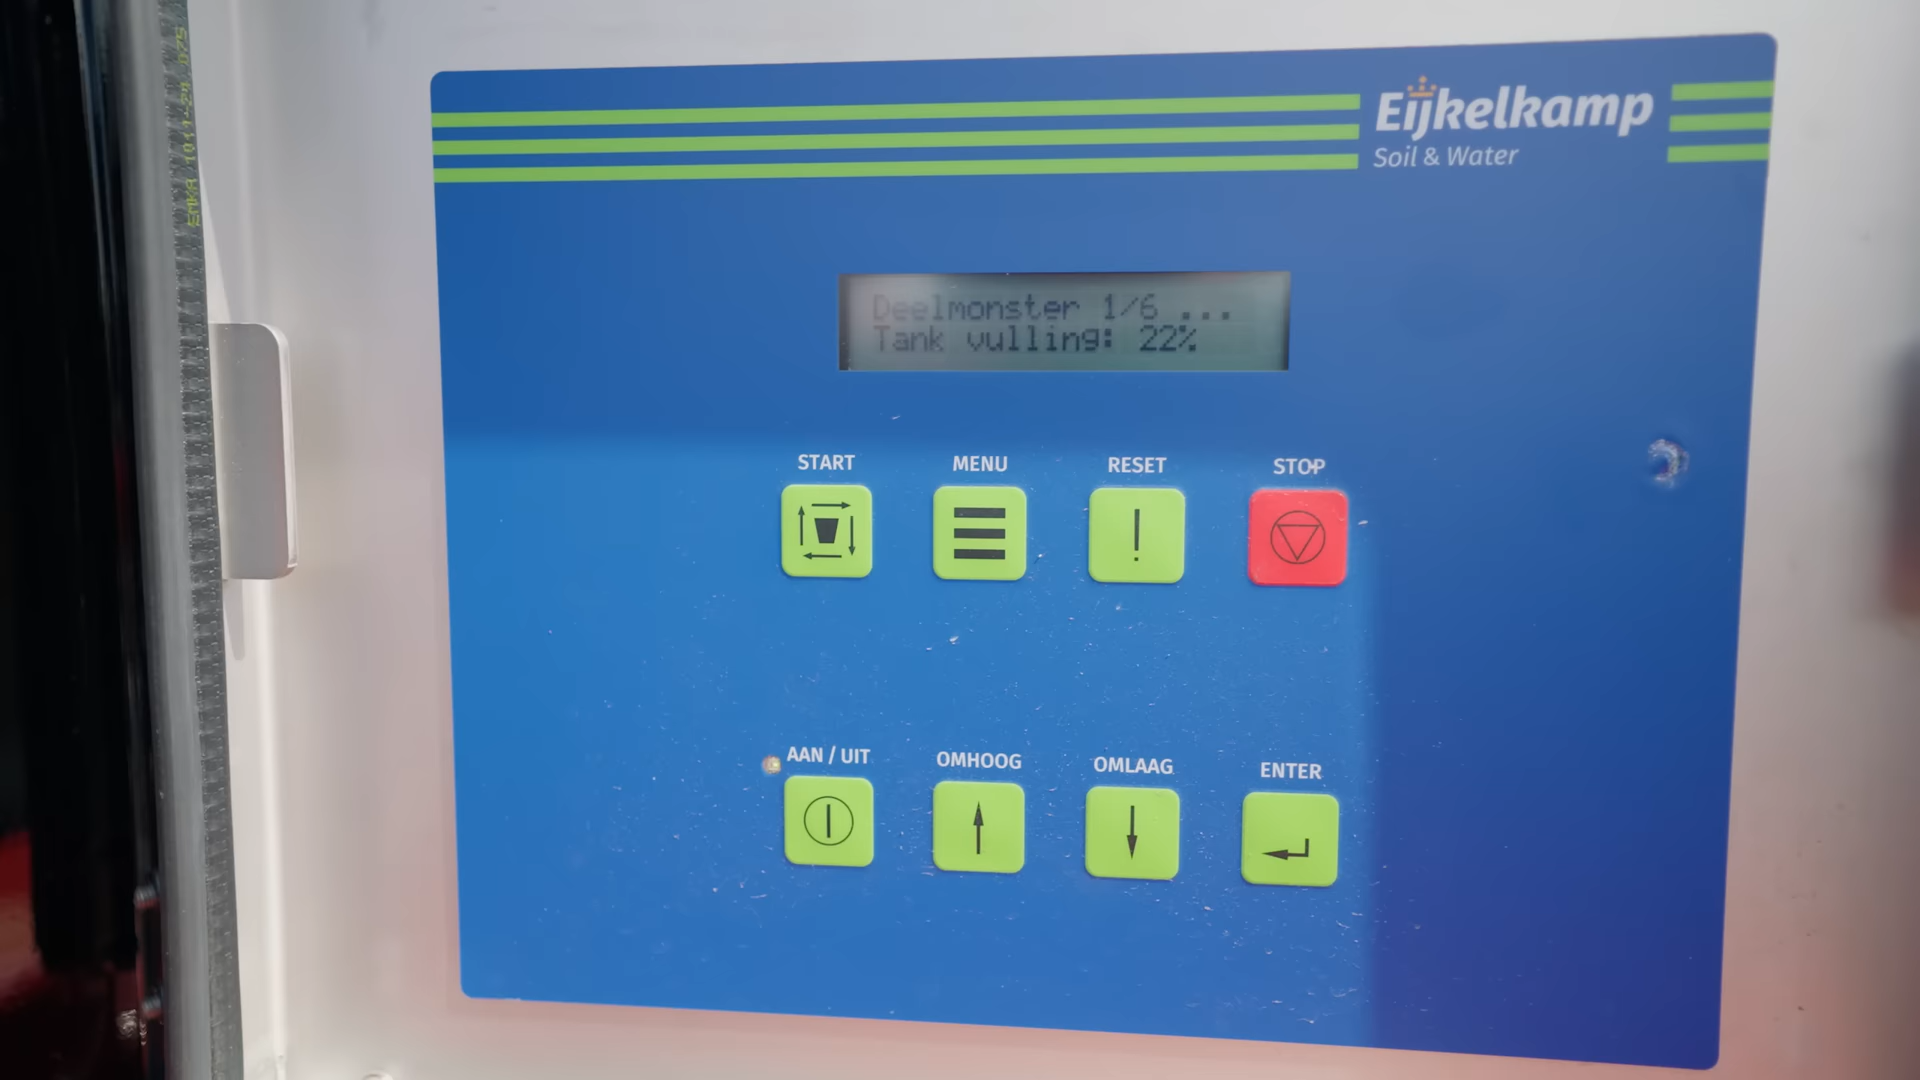 Eijkelkamp
Soil & Water
Deelmonster 1/6 ...
Tank vulling: 22%
START
MENU
RESET
STOP
AAN / UIT
OMHOOG
OMLAAG
ENTER